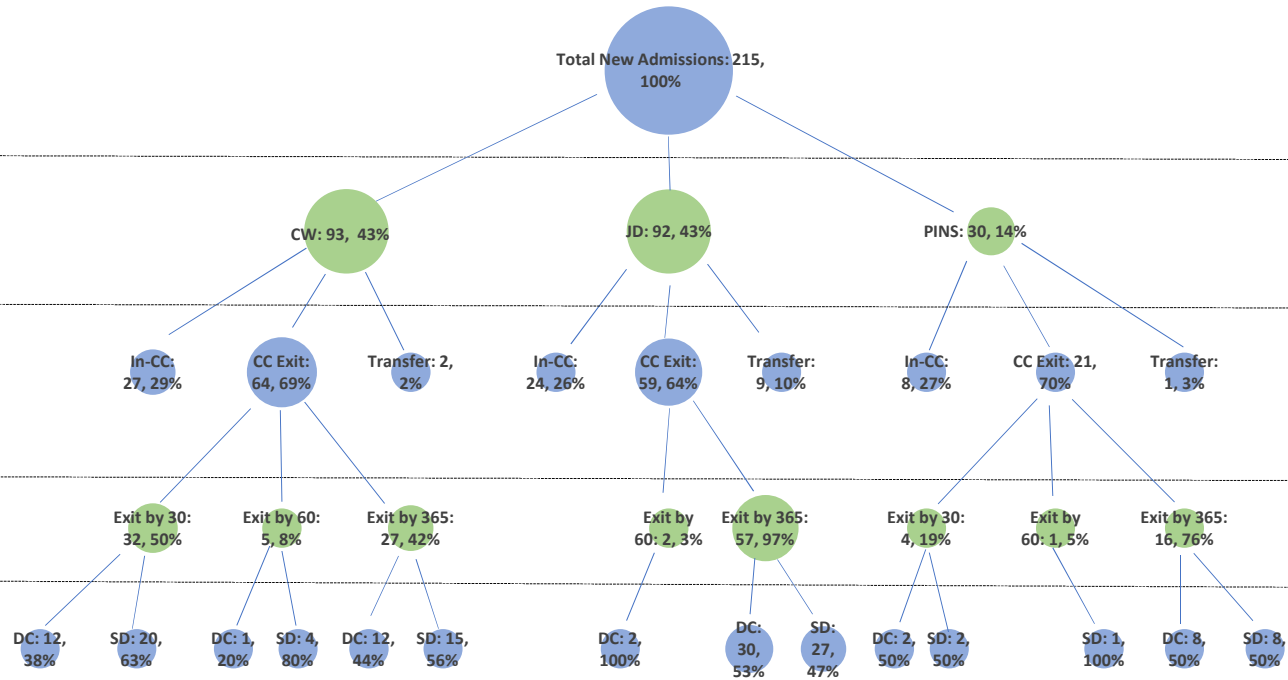 Total New Admissions: 215,
100%
CW: 93, 43%
JD: 92, 43%
PINS: 30, 14%
In-CC:
27, 29%
CC Exit:
64, 69%
Transfer: 2,
2%
In-CC:
24, 26%
CC Exit:
59, 64%
Transfer:
9, 10%
In-CC:
8, 27%
CC Exit: 21,
70%
Transfer:
1, 3%
Exit by 30:
32, 50%
Exit by 60:
5, 8%
Exit by 365:
27, 42%
Exit by
60: 2, 3%
Exit by 365:
57, 97%
Exit by 30:
4, 19%
Exit by
60: 1, 5%
Exit by 365:
16, 76%
DC: 12,
38%
SD: 20,
63%
DC: 1,
20%
SD: 4,
80%
DC: 12,
44%
SD: 15,
56%
DC: 2,
100%
DC:
30,
53%
SD:
27,
47%
DC: 2,
50%
SD: 2,
50%
SD: 1,
100%
DC: 8,
50%
SD: 8,
50%